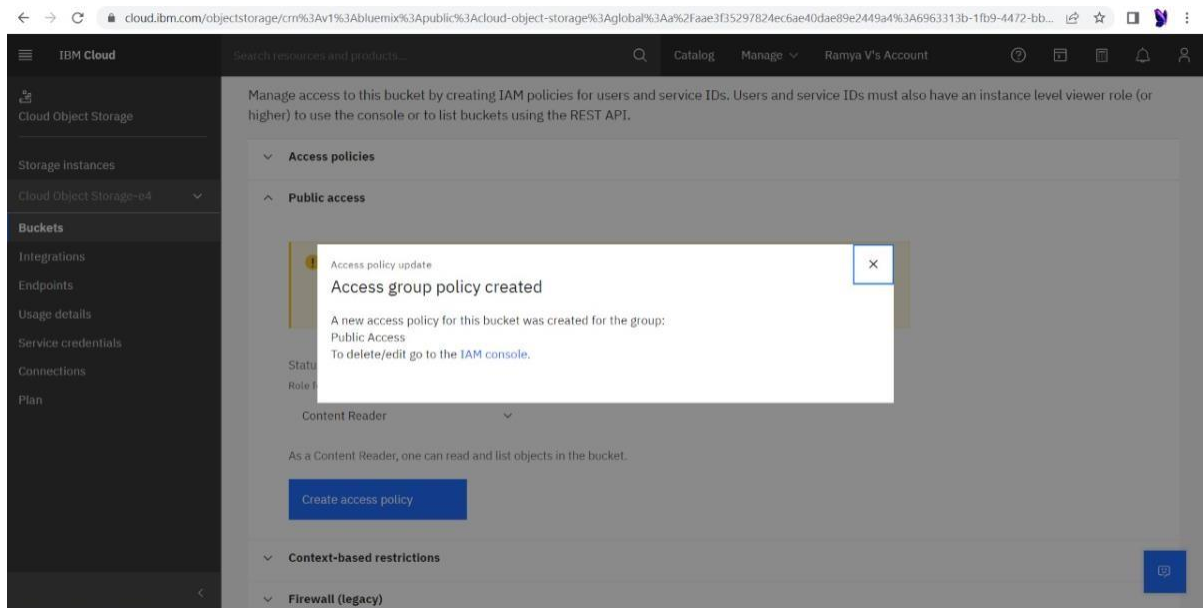 cloud.ibm.com/objectstorage/crn%3Av1%3Abluemix%3Apublic%3Acloud-object-storage%3Aglobal%3Aa%2Faae3f35297824ec6ae40dae89e2449a4%3A6963313b-1fb9-4472-bb...
IBM Cloud
Search resources and products...
Catalog
Manage
Ramya V's Account
Cloud Object Storage
Storage instances
Cloud Object Storage-e4
Buckets
Integrations
Endpoints
Usage details
Service credentials
Connections
Plan
Manage access to this bucket by creating IAM policies for users and service IDs. Users and service IDs must also have an instance level viewer role (or
higher) to use the console or to list buckets using the REST API.
Access policies
Public access
Access policy update
Access group policy created
A new access policy for this bucket was created for the group:
Public Access
To delete/edit go to the IAM console.
Statu
Role f
Content Reader
As a Content Reader, one can read and list objects in the bucket.
Create access policy
Context-based restrictions
Firewall (legacy)